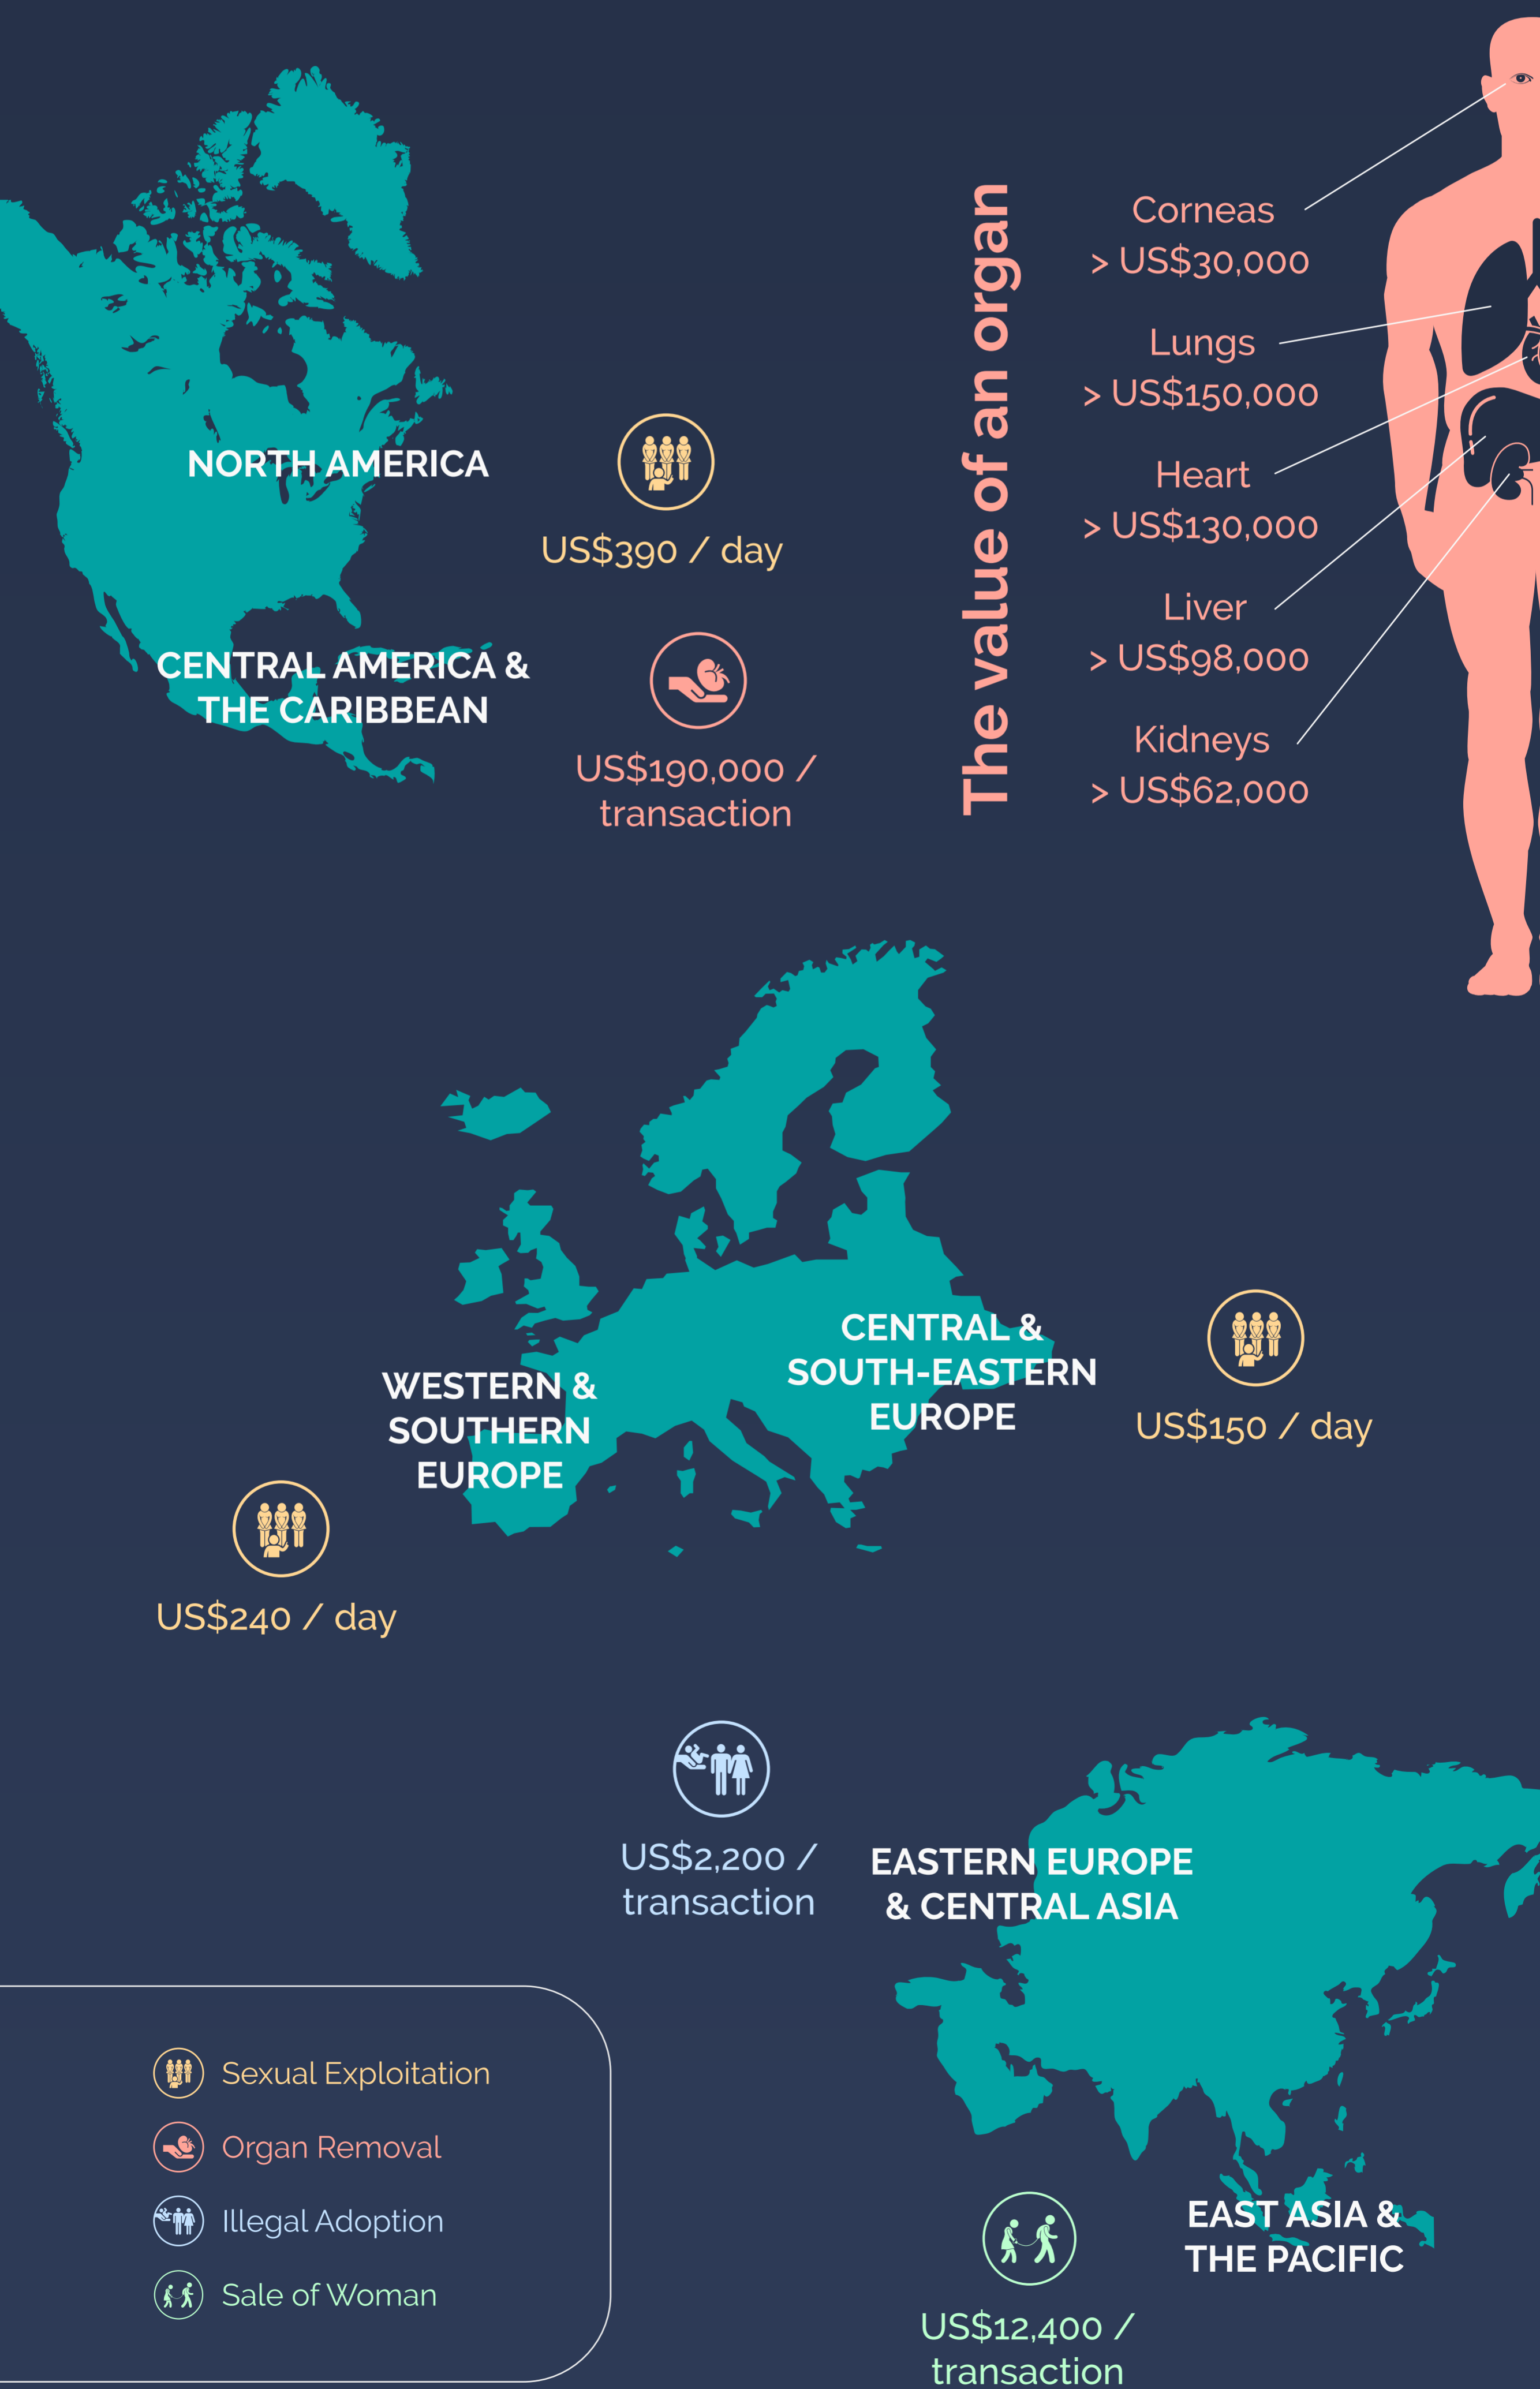 The value of an organ
Corneas
> US$30,000
Lungs
> US$150,000
Heart
> US$130,000
Liver
> US$98,000
Kidneys
> US$62,000
NORTH AMERICA
US$390 / day
CENTRAL AMERICA &
THE CARIBBEAN
US$190,000 /
transaction
CENTRAL &
SOUTH-EASTERN
EUROPE
US$150 / day
WESTERN &
SOUTHERN
EUROPE
US$240 / day
US$2,200 /
transaction
EASTERN EUROPE
& CENTRAL ASIA
Sexual Exploitation
Organ Removal
Illegal Adoption
Sale of Woman
EAST ASIA &
THE PACIFIC
US$12,400 /
transaction